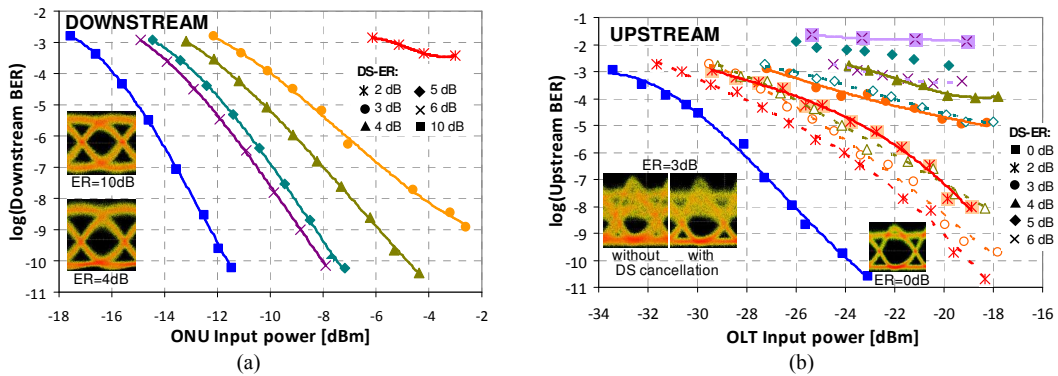 DOWNSTREAM
log(Downstream BER)
-2
-3
-4
-5
-6
-7
-8
-9
-10
-11
DS-ER:
2 dB
5 dB
3 dB
6 dB
4 dB
10 dB
ER=10dB
ER=4dB
-18
-16
-14
-12
-10
-8
-6
-4
-2
ONU Input power [dBm]
(a)
UPSTREAM
log(Upstream BER)
-1
-2
-3
-4
-5
-6
-7
-8
-9
-10
-11
ER=3dB
without
with
DS cancellation
ER=0dB
DS-ER:
0 dB
2 dB
3 dB
4 dB
5 dB
6 dB
-34
-32
-30
-28
-26
-24
-22
-20
-18
-16
OLT Input power [dBm]
(b)